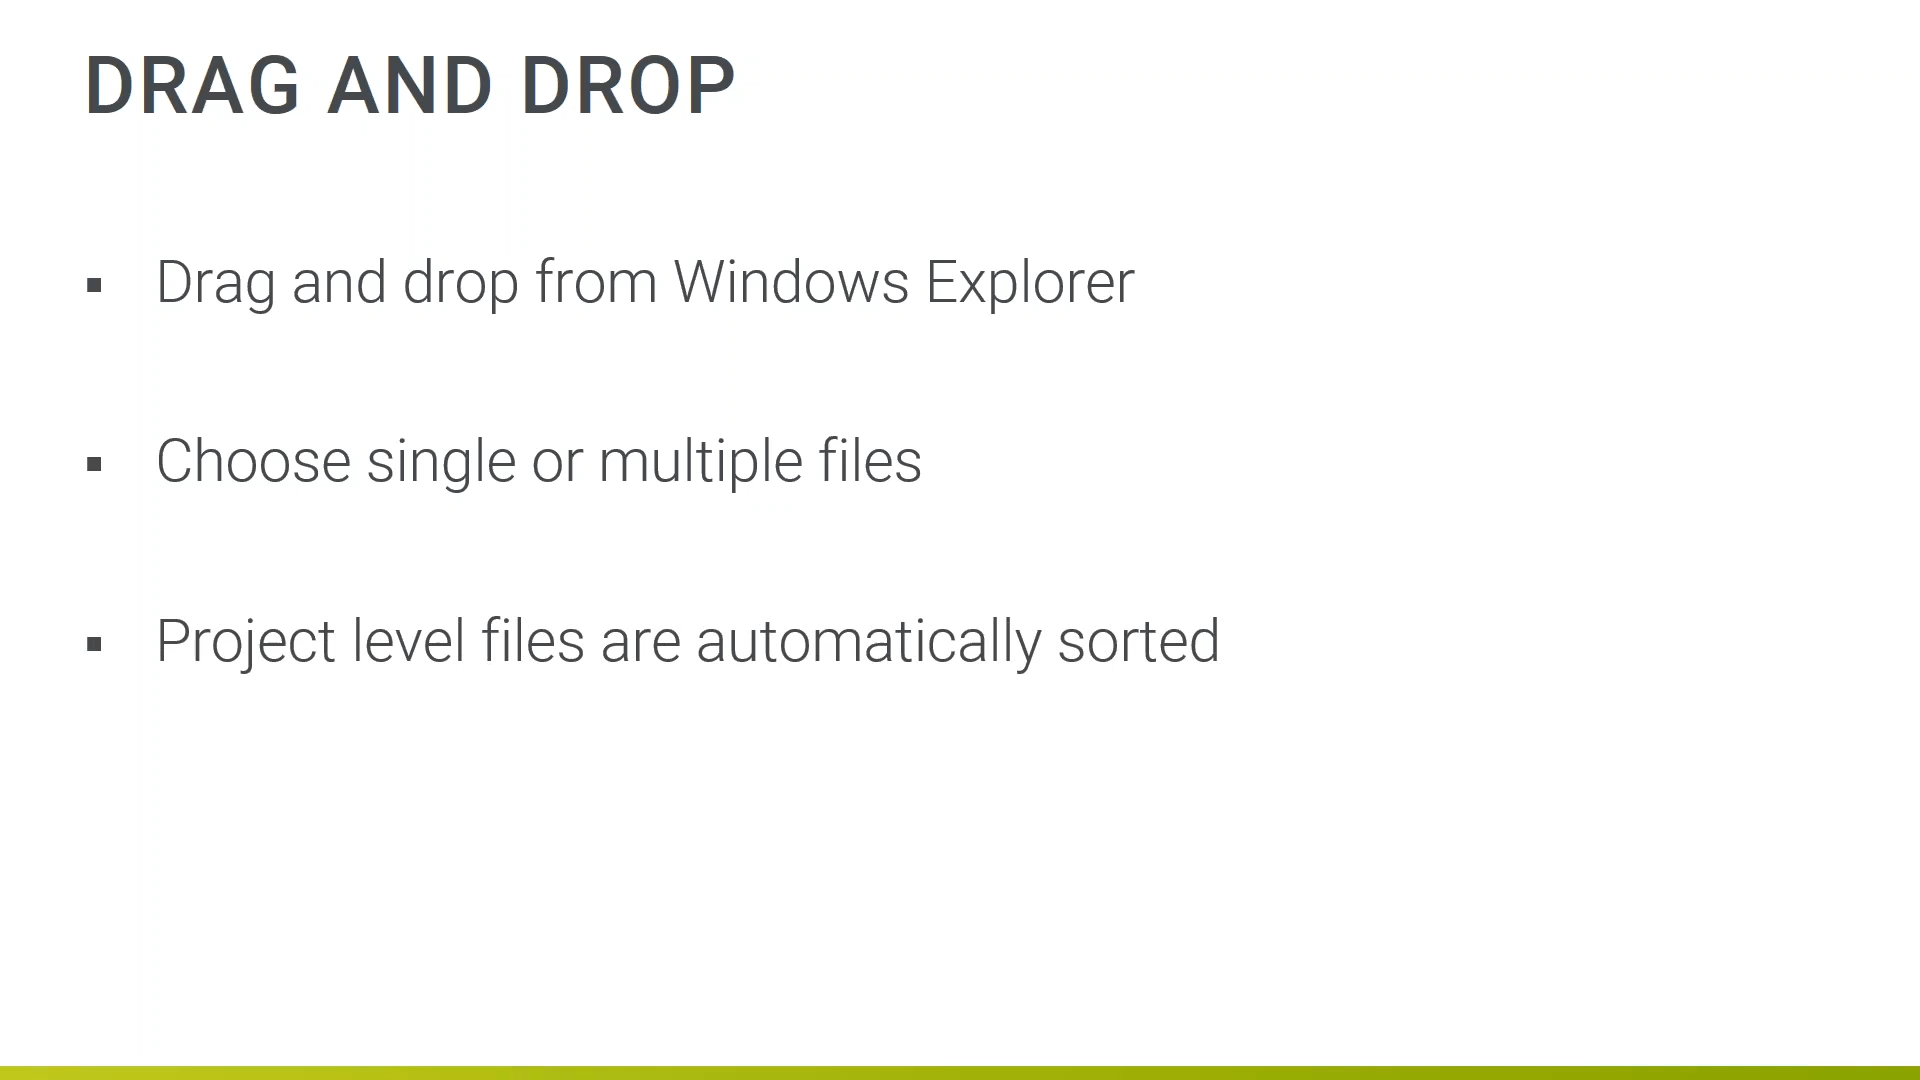 DRAG AND DROP
▪ Drag and drop from Windows Explorer
▪ Choose single or multiple files
▪ Project level files are automatically sorted